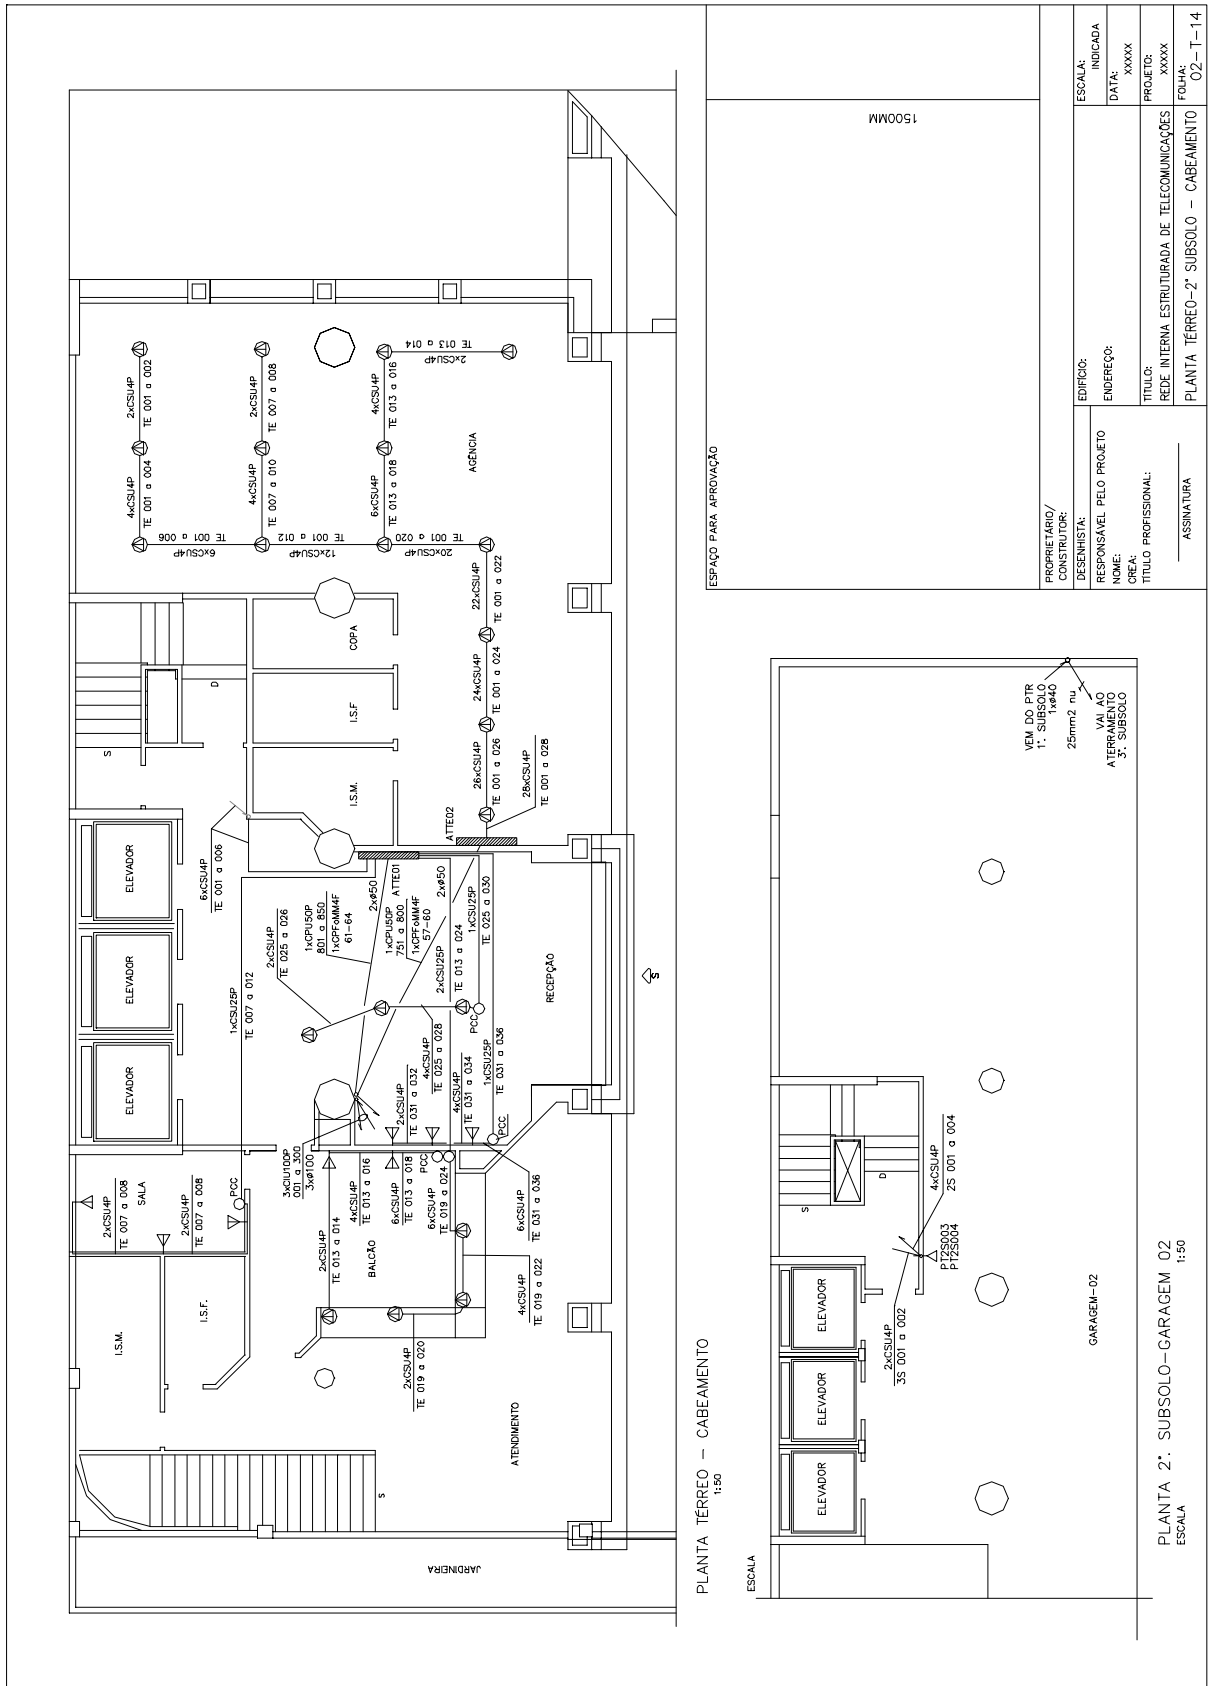 JARDINEIRA
ATENDIMENTO
S
I.S.M.
I.S.F.
2xCSU4P
TE 007 a 008
SALA
2xCSU4P
TE 007 a 008
PCC
ELEVADOR
ELEVADOR
ELEVADOR
1xCSU25P
TE 007 a 012
6xCSU4P
TE 001 a 006
S
D
I.S.M.
I.S.F
COPA
3xCIU100P
001 a 300
3xø100
2xCSU4P
TE 013 a 014
BALCÃO
4xCSU4P
TE 013 a 016
6xCSU4P
TE 013 a 018
PCC
6xCSU4P
TE 019 a 024
2xCSU4P
TE 019 a 020
4xCSU4P
TE 019 a 022
6xCSU4P
TE 031 a 036
2xCSU4P
TE 025 a 026
1xCPU50P
801 a 850
1xCPFoMM4F
61-64
2xø50
1xCPU50P
751 a 800
1xCPFoMM4F
57-60
ATTE01
2xø50
2xCSU25P
TE 013 a 024
1xCSU25P
TE 025 a 030
2xCSU4P
TE 031 a 032
4xCSU4P
TE 025 a 028
4xCSU4P
TE 031 a 034
PCC
1xCSU25P
TE 031 a 036
PCC
RECEPÇÃO
S
ATTE02
28xCSU4P
TE 001 a 028
26xCSU4P
TE 001 a 026
24xCSU4P
TE 001 a 024
22xCSU4P
TE 001 a 022
20xCSU4P
TE 001 a 020
12xCSU4P
TE 001 a 012
6xCSU4P
TE 001 a 006
4xCSU4P
TE 001 a 004
2xCSU4P
TE 001 a 002
4xCSU4P
TE 007 a 010
2xCSU4P
TE 007 a 008
6xCSU4P
TE 013 a 018
4xCSU4P
TE 013 a 016
2xCSU4P
TE 013 a 014
AGÊNCIA
PLANTA TÉRREO - CABEAMENTO
1:50
ESCALA
ELEVADOR
ELEVADOR
ELEVADOR
2xCSU4P
3S 001 a 002
PT2S003
PT2S004
4xCSU4P
2S 001 a 004
S
D
GARAGEM-02
VEM DO PTR
1°. SUBSOLO
1xø40
25mm2 nu
VAI AO
ATERRAMENTO
3°. SUBSOLO
PLANTA 2°. SUBSOLO-GARAGEM 02
ESCALA
1:50
ESPAÇO PARA APROVAÇÃO
1500MM
PROPRIETÁRIO/
CONSTRUTOR:
DESENHISTA:
RESPONSÁVEL PELO PROJETO
NOME:
CREA:
TÍTULO PROFISSIONAL:
ASSINATURA
EDIFÍCIO:
ENDEREÇO:
TÍTULO:
REDE INTERNA ESTRUTURADA DE TELECOMUNICAÇÕES
PLANTA TÉRREO-2° SUBSOLO - CABEAMENTO
ESCALA:
INDICADA
DATA:
XXXXX
PROJETO:
XXXXX
FOLHA:
02-T-14